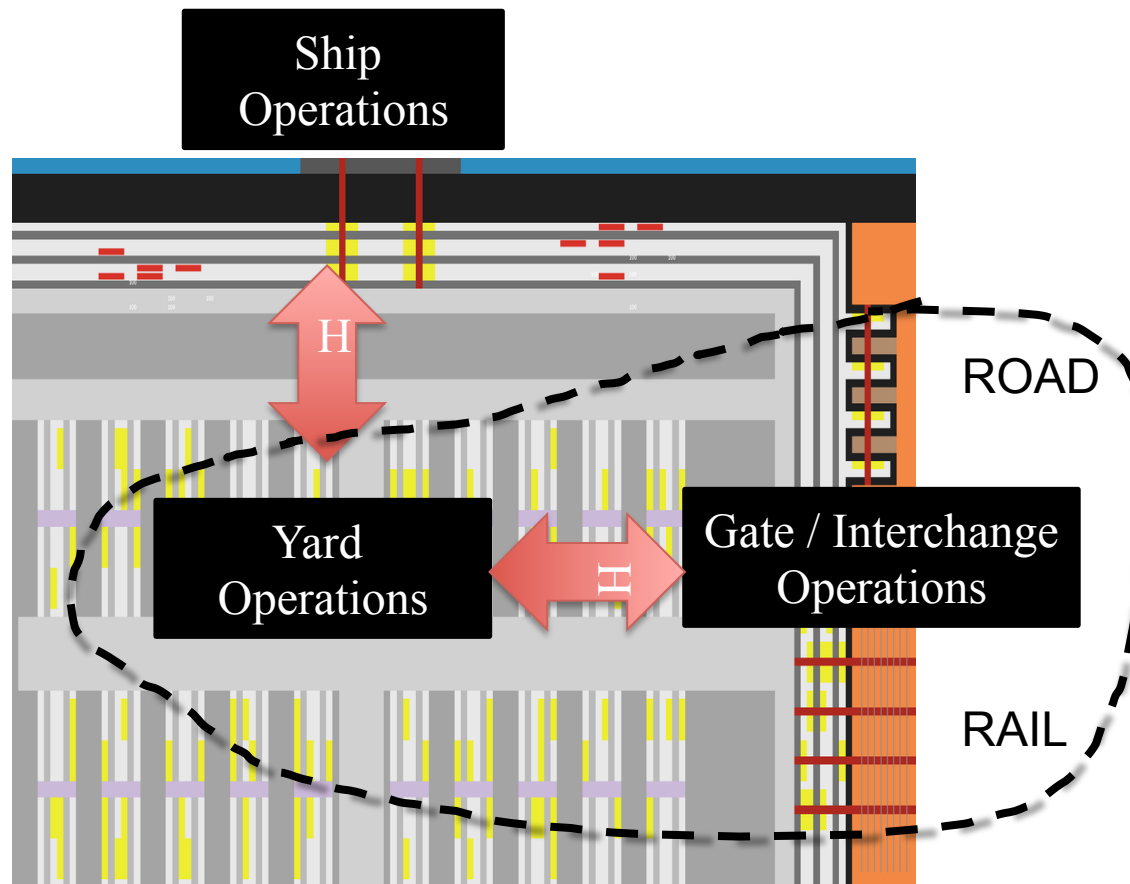 Ship
Operations
H
ROAD
Yard
Operations
H
Gate / Interchange
Operations
RAIL